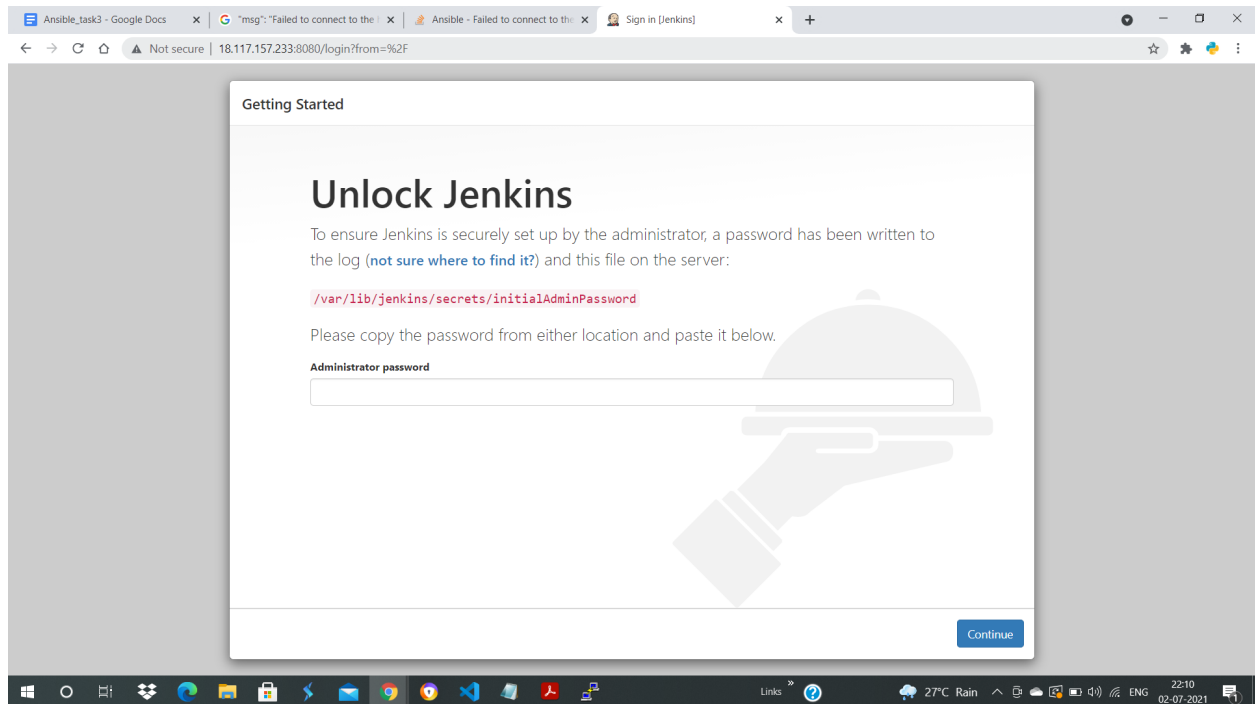 Ansible_task3 - Google Docs
"msg": "Failed to connect to the
Ansible - Failed to connect to the
Sign in [Jenkins]
Not secure | 18.117.157.233:8080/login?from=%2F
Getting Started
Unlock Jenkins
To ensure Jenkins is securely set up by the administrator, a password has been written to
the log (not sure where to find it?) and this file on the server:
/var/lib/jenkins/secrets/initialAdminPassword
Please copy the password from either location and paste it below.
Administrator password
Continue
Links
27°C Rain
ENG
22:10
02-07-2021
1